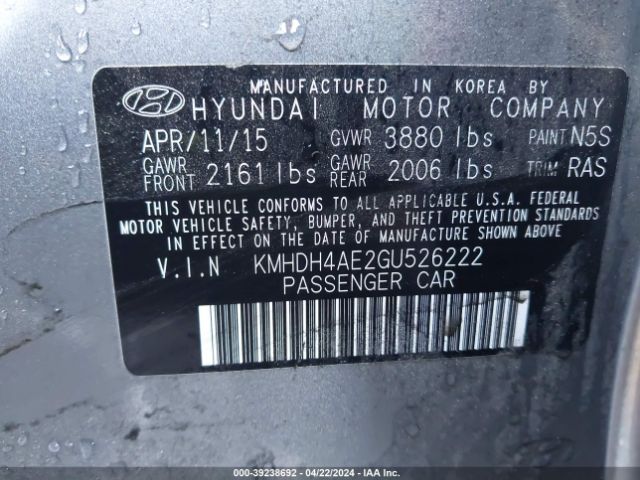 MANUFACTURED IN KOREA BY
HYUNDAI MOTOR COMPANY
APR/11/15 GVWR 3880 lbs PAINT N5S
GAWR FRONT 2161 lbs GAWR REAR 2006 lbs TRIM RAS
THIS VEHICLE CONFORMS TO ALL APPLICABLE U.S.A. FEDERAL
MOTOR VEHICLE SAFETY, BUMPER, AND THEFT PREVENTION STANDARDS
IN EFFECT ON THE DATE OF MANUFACTURE SHOWN ABOVE.
V.I.N KMHDH4AE2GU526222
PASSENGER CAR
000-39238692 - 04/22/2024 - IAA Inc.